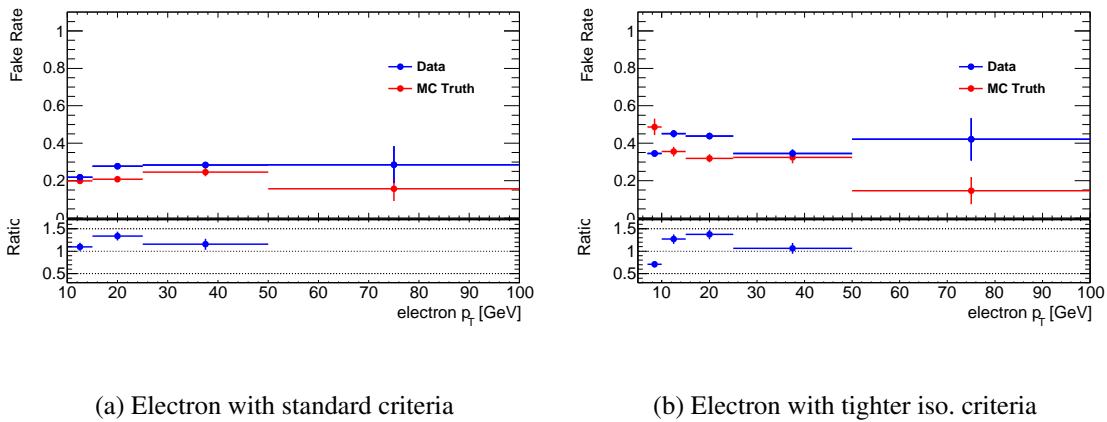 Fake Rate
1
0.8
0.6
0.4
0.2
0
Data
MC Truth
Ratio
1.5
1
0.5
10 20 30 40 50 60 70 80 90 100
electron p_T [GeV]
(a) Electron with standard criteria
Fake Rate
1
0.8
0.6
0.4
0.2
0
Data
MC Truth
Ratio
1.5
1
0.5
10 20 30 40 50 60 70 80 90 100
electron p_T [GeV]
(b) Electron with tighter iso. criteria